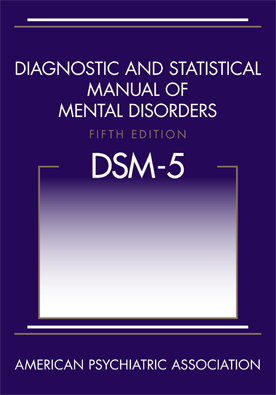 DIAGNOSTIC AND STATISTICAL
MANUAL OF
MENTAL DISORDERS
FIFTH EDITION
DSM-5
AMERICAN PSYCHIATRIC ASSOCIATION